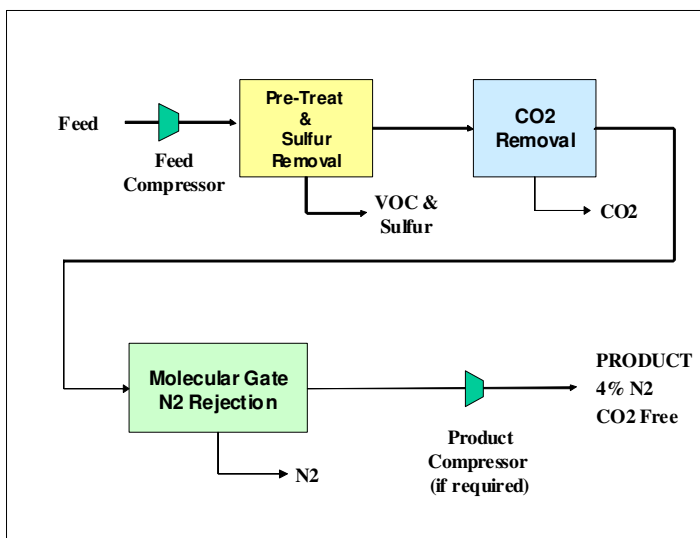 Feed
Feed
Compressor
Pre-Treat
&
Sulfur
Removal
VOC &
Sulfur
CO2
Removal
CO2
Molecular Gate
N2 Rejection
N2
Product
Compressor
(if required)
PRODUCT
4% N2
CO2 Free